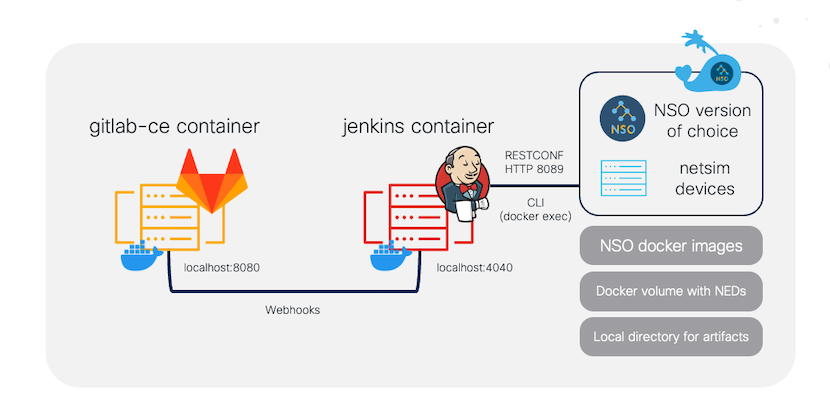 NSO
NSO version
of choice
NSO
gitlab-ce container
jenkins container
RESTCONF
HTTP 8089
netsim
devices
CLI
(docker exec)
NSO docker images
localhost:8080
localhost:4040
Docker volume with NEDs
Webhooks
Local directory for artifacts